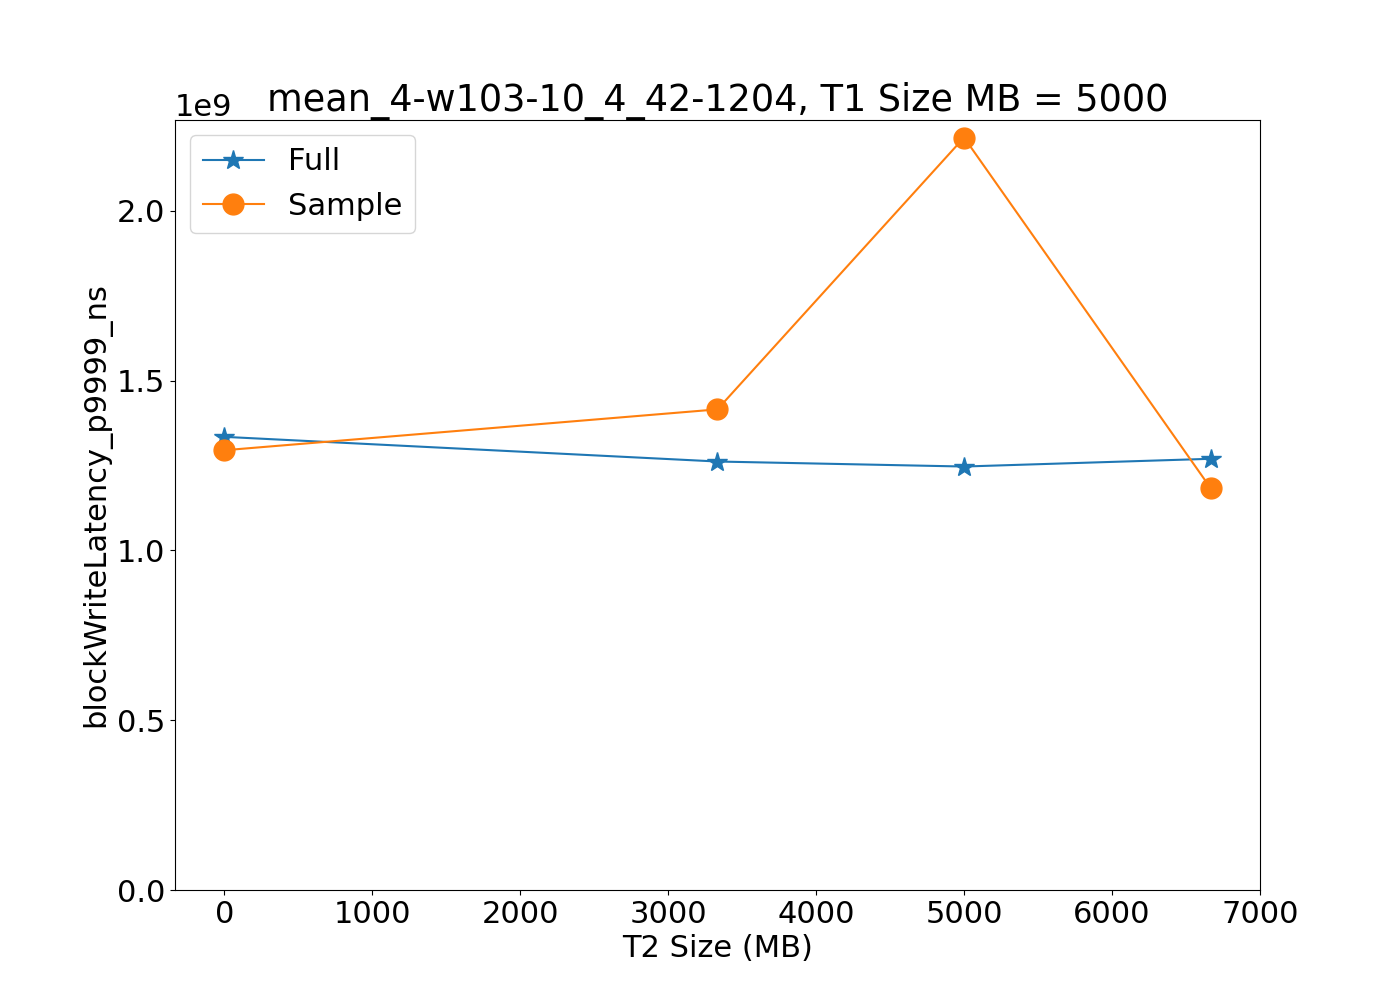 mean_4-w103-10_4_42-1204, T1 Size MB = 5000
1e9
Full
Sample
2.0
1.5
1.0
0.5
0.0
blockWriteLatency_p9999_ns
0 1000 2000 3000 4000 5000 6000 7000
T2 Size (MB)